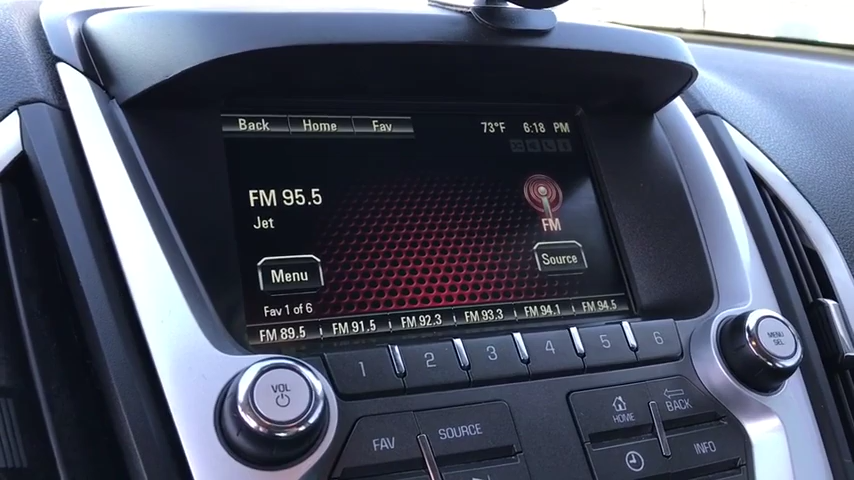 Back Home Fav 73°F 6:18 PM
FM 95.5
Jet
FM
Menu
Source
Fav 1 of 6
FM 89.5 FM 91.5 FM 92.3 FM 93.3 FM 94.1 FM 94.5
1 2 3 4 5 6
VOL
MENU
SEL
FAV SOURCE
HOME BACK
INFO